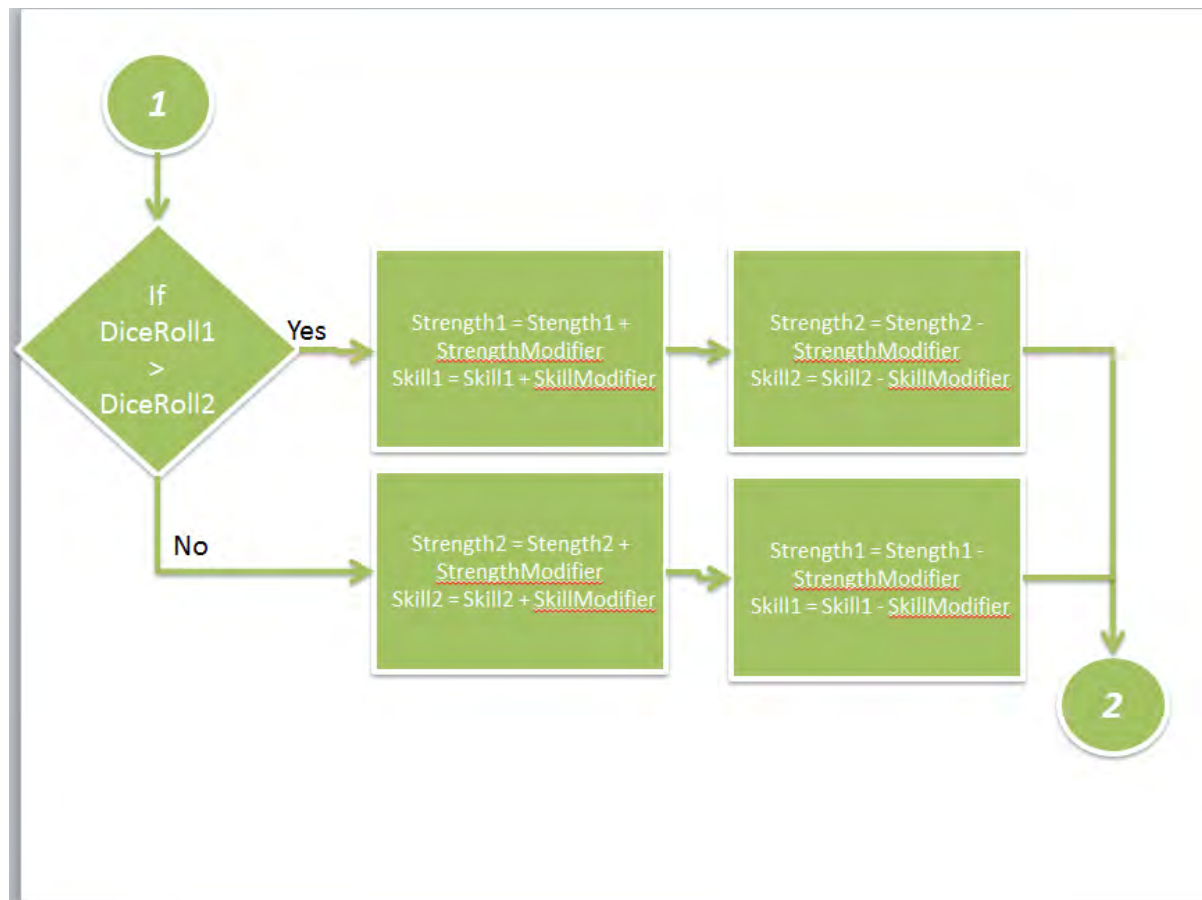 1
If
DiceRoll1
>
DiceRoll2
Yes
Strength1 = Stength1 +
StrengthModifier
Skill1 = Skill1 + SkillModifier
Strength2 = Stength2 -
StrengthModifier
Skill2 = Skill2 - SkillModifier
No
Strength2 = Stength2 +
StrengthModifier
Skill2 = Skill2 + SkillModifier
Strength1 = Stength1 -
StrengthModifier
Skill1 = Skill1 - SkillModifier
2